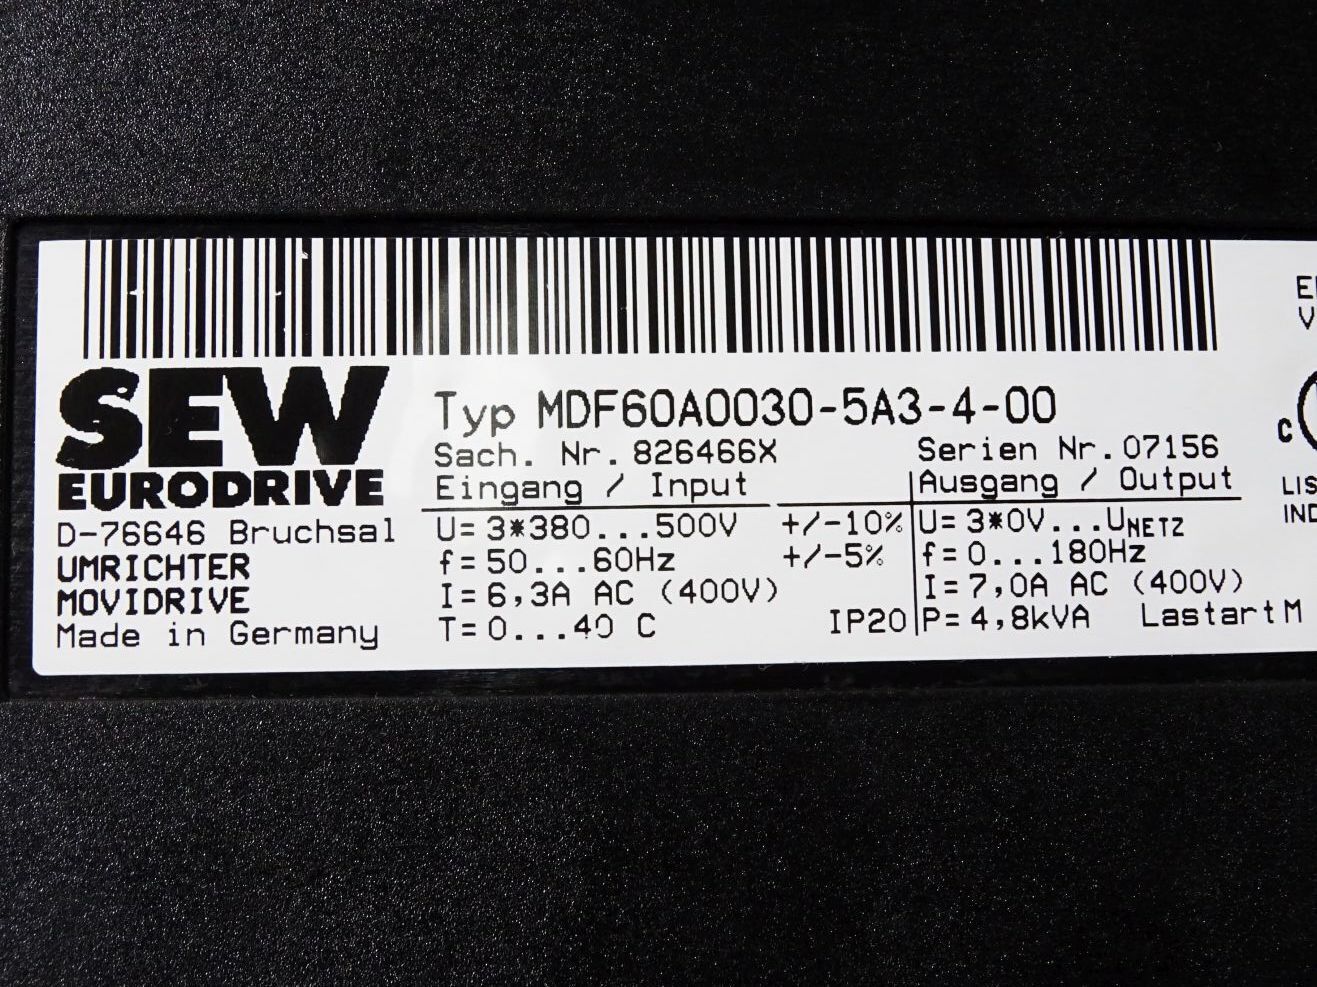 SEW
EURODRIVE
D-76646 Bruchsal
UMRICHTER
MOVIDRIVE
Made in Germany
Typ MDF60A0030-5A3-4-00
Sach. Nr. 826466X Serien Nr. 07156
Eingang / Input Ausgang / Output
U= 3*380...500V +/-10% U= 3*0V...UNETZ
f= 50...60Hz +/-5% f= 0...180Hz
I= 6,3A AC (400V) I= 7,0A AC (400V)
T= 0...40 C IP20 P= 4,8kVA Lastart M
C
LIS
IND